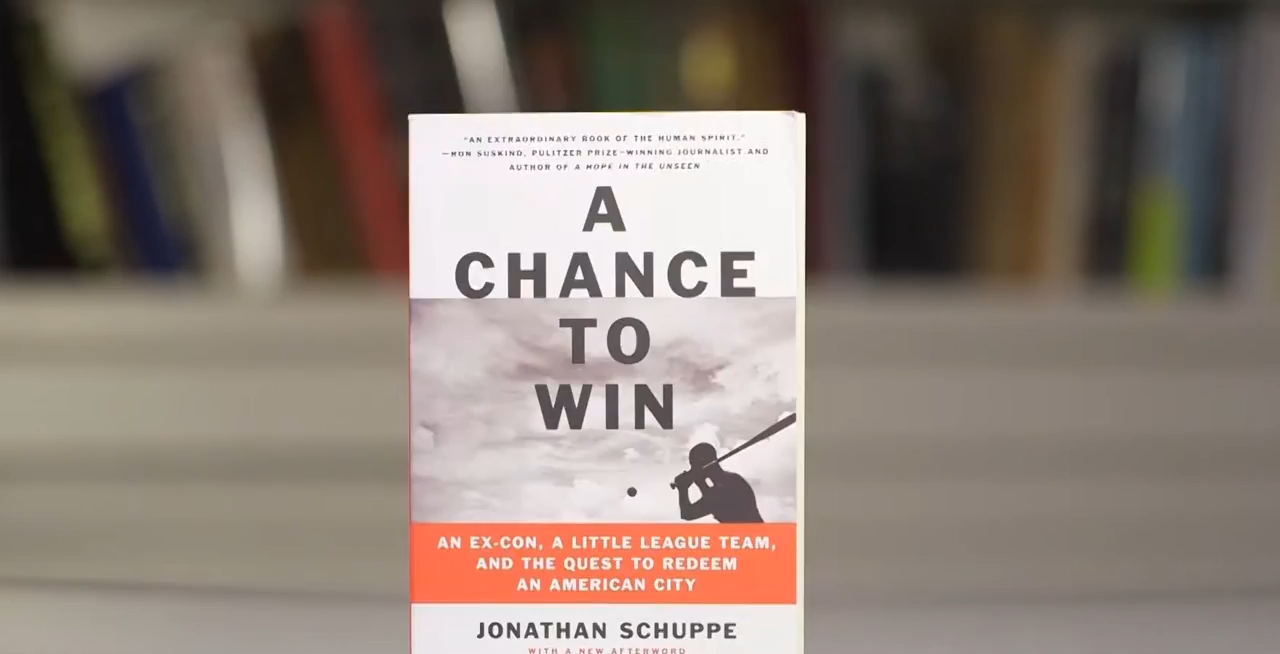 "AN EXTRAORDINARY BOOK OF THE HUMAN SPIRIT."
—RON SUSKIND, PULITZER PRIZE–WINNING JOURNALIST AND
AUTHOR OF A HOPE IN THE UNSEEN
A
CHANCE
TO
WIN
AN EX-CON, A LITTLE LEAGUE TEAM,
AND THE QUEST TO REDEEM
AN AMERICAN CITY
JONATHAN SCHUPPE
WITH A NEW AFTERWORD